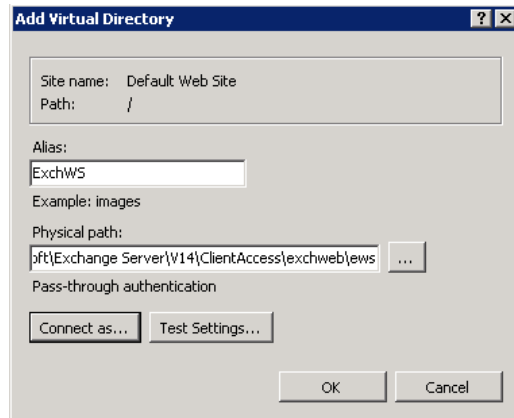 Add Virtual Directory
Site name: Default Web Site
Path: /
Alias:
ExchWS
Example: images
Physical path:
oft\Exchange Server\V14\ClientAccess\exchweb\ews ...
Pass-through authentication
Connect as... Test Settings...
OK Cancel